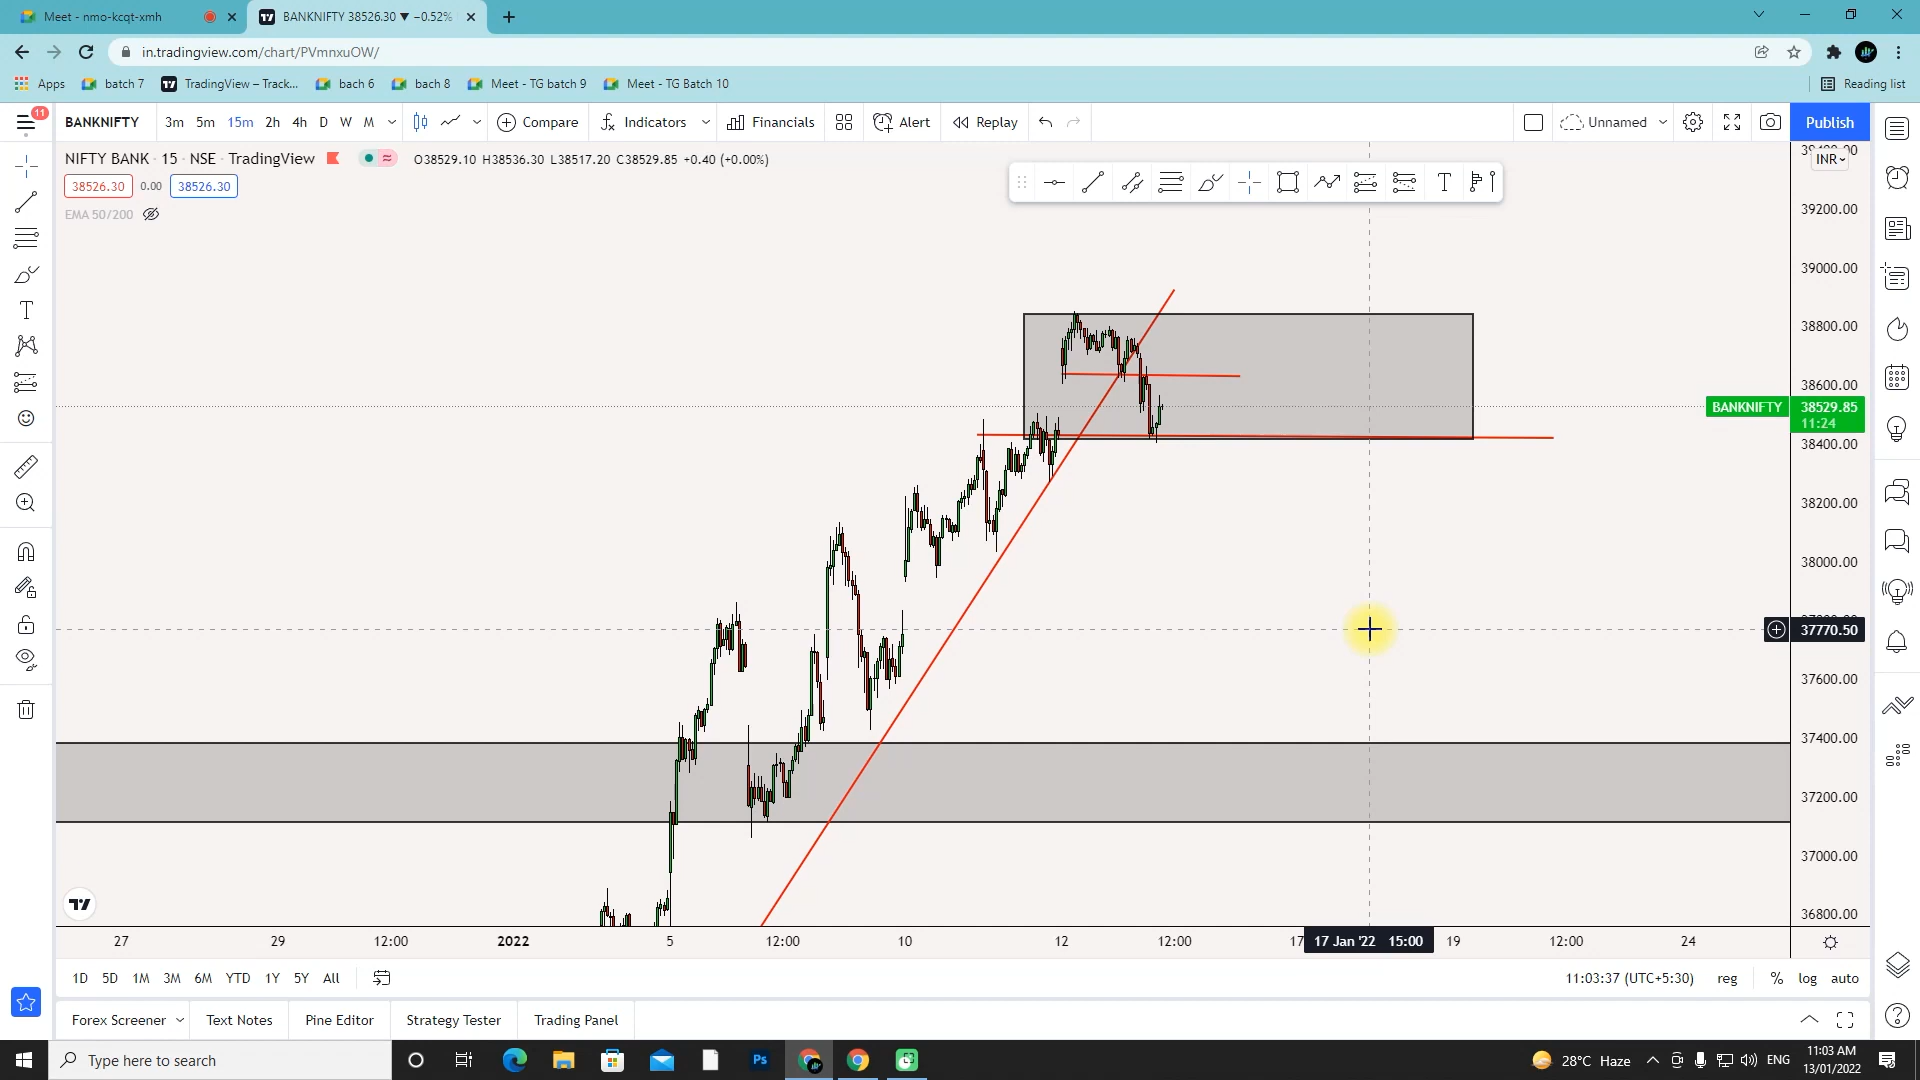 Meet - nmo-kcqt-xmh
BANKNIFTY 38526.30 ▼ −0.52%
in.tradingview.com/chart/PVmnxuOW/
Apps batch 7 TradingView – Track... bach 6 bach 8 Meet - TG batch 9 Meet - TG Batch 10 Reading list
11 BANKNIFTY 3m 5m 15m 2h 4h D W M Compare Indicators Financials Alert Replay Unnamed Publish
NIFTY BANK · 15 · NSE · TradingView O38529.10 H38536.30 L38517.20 C38529.85 +0.40 (+0.00%)
INR
38526.30 0.00 38526.30
EMA 50/200
39200.00
39000.00
38800.00
38600.00
BANKNIFTY 38529.85
11:24
38400.00
38200.00
38000.00
37770.50
37600.00
37400.00
37200.00
37000.00
36800.00
27 29 12:00 2022 5 12:00 10 12 12:00 17 17 Jan '22 15:00 19 12:00 24
1D 5D 1M 3M 6M YTD 1Y 5Y All 11:03:37 (UTC+5:30) reg % log auto
Forex Screener Text Notes Pine Editor Strategy Tester Trading Panel
Type here to search Ps 28°C Haze ENG 11:03 AM
13/01/2022